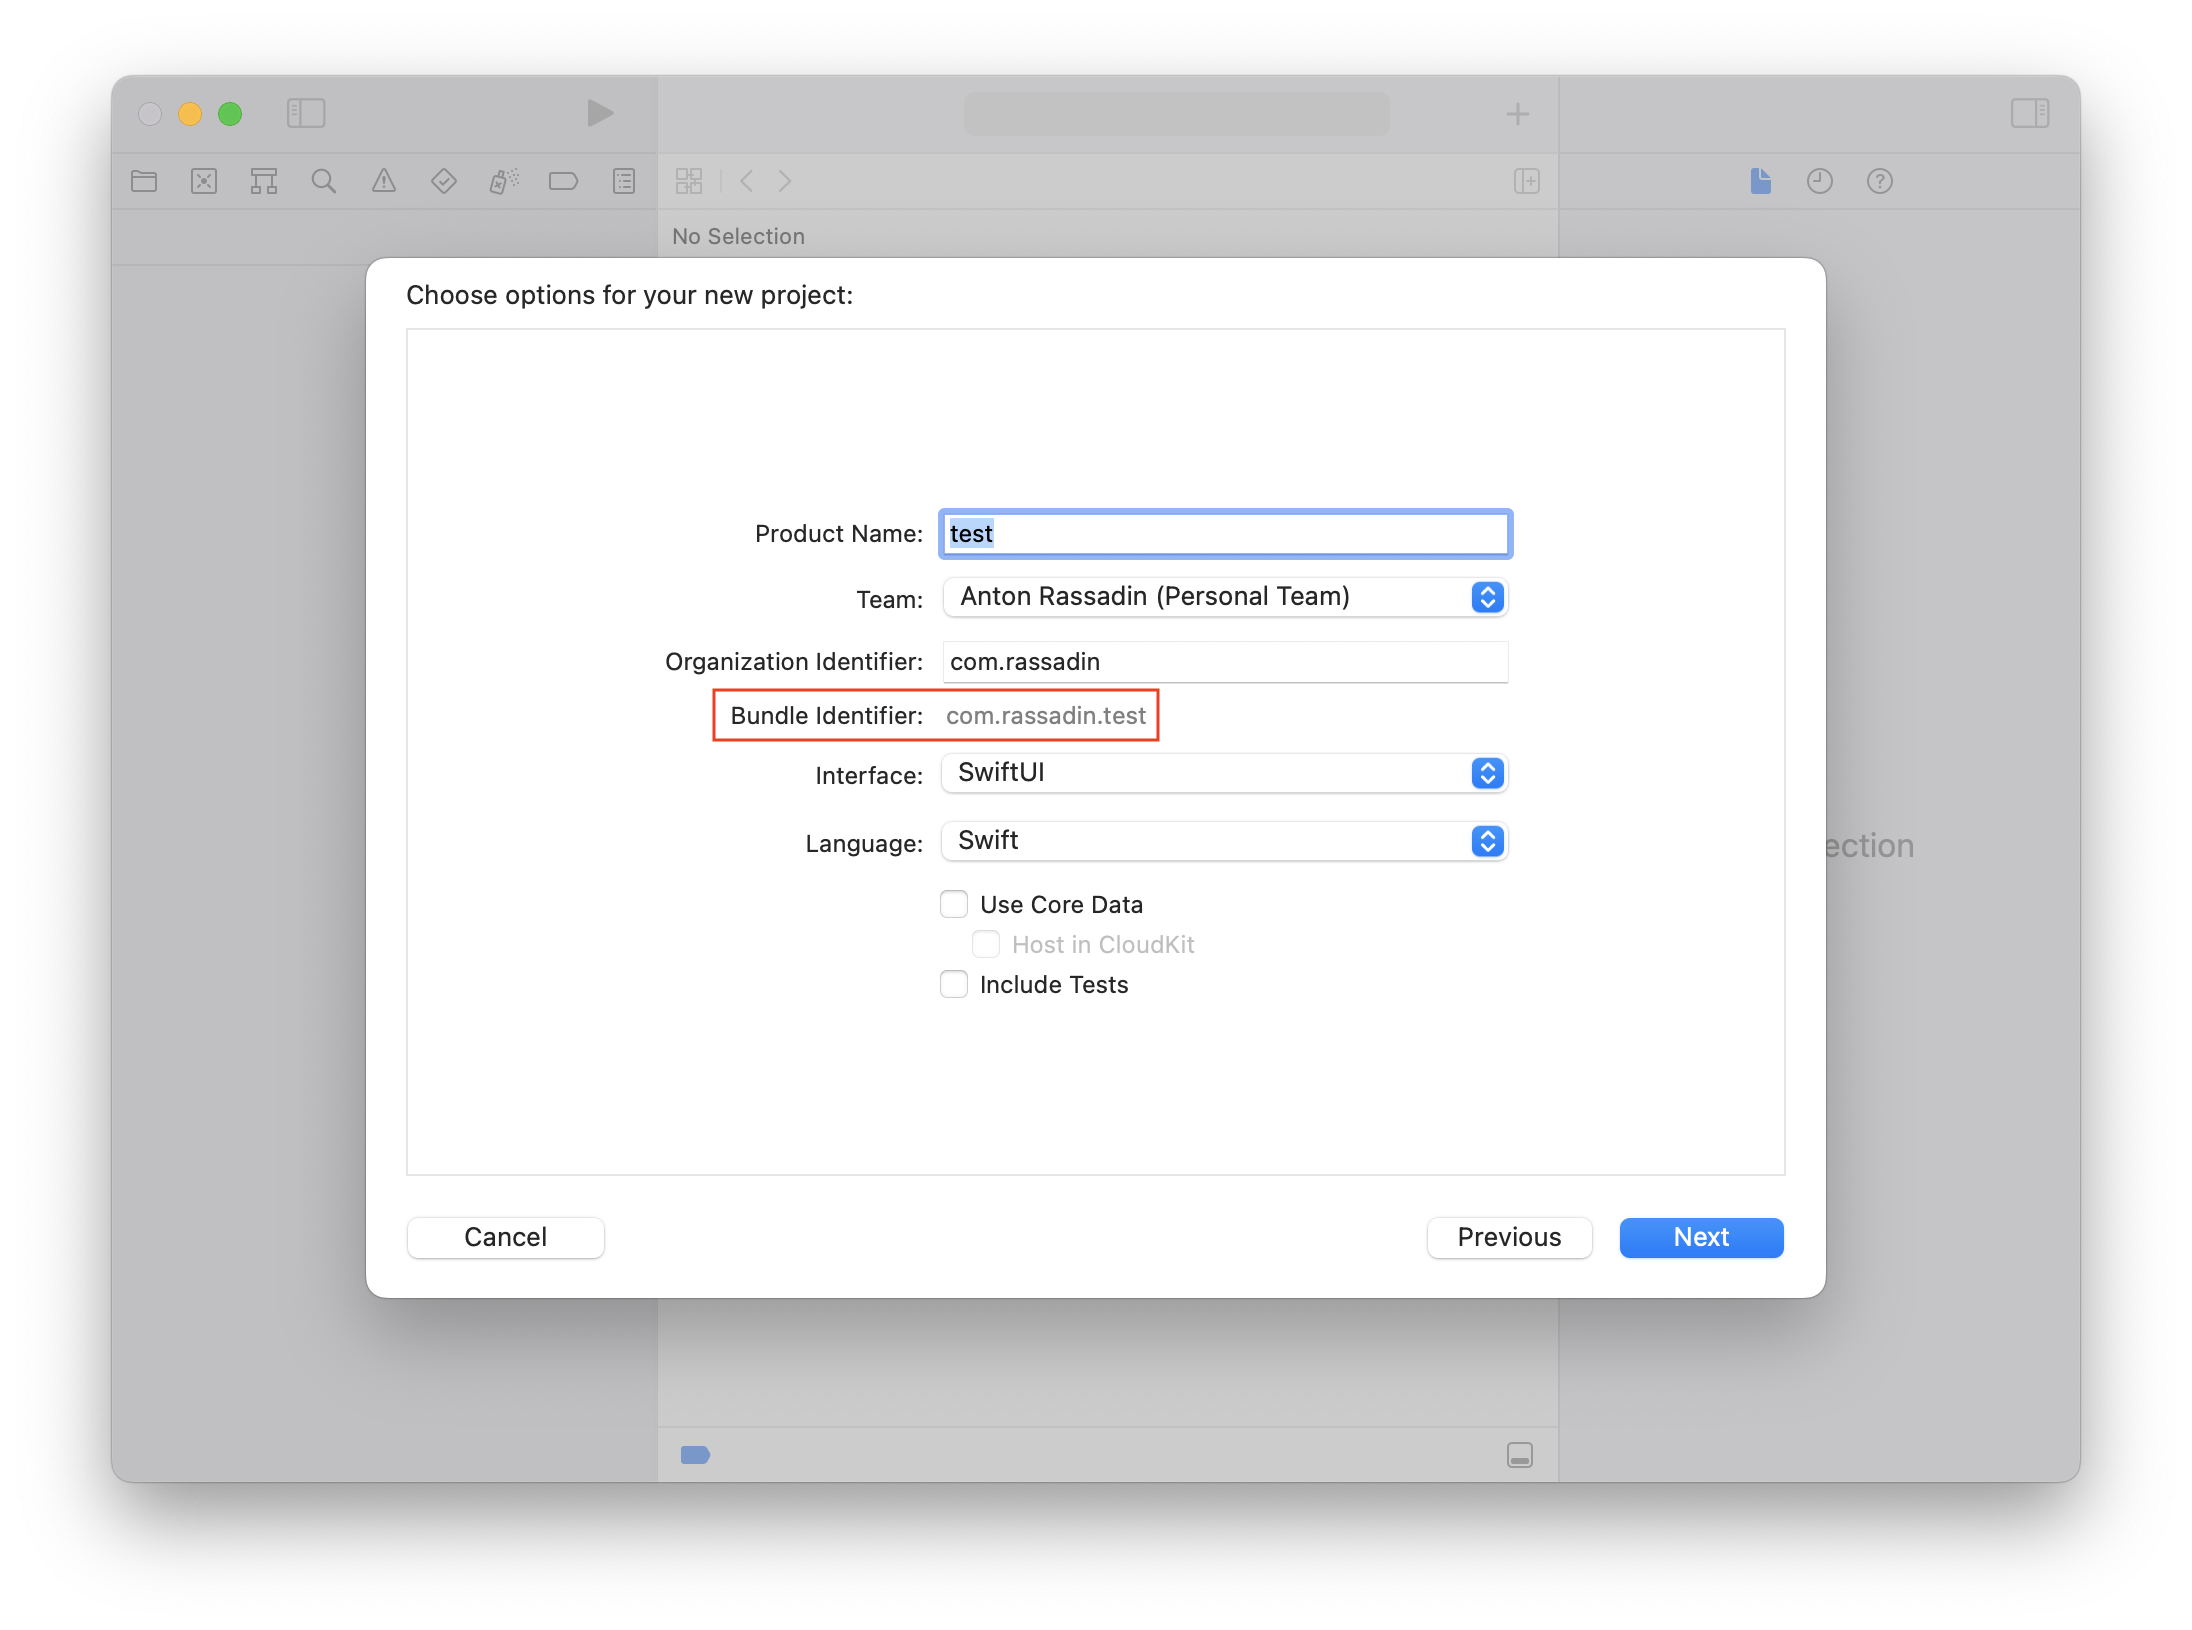 No Selection
Choose options for your new project:
Product Name: test
Team: Anton Rassadin (Personal Team)
Organization Identifier: com.rassadin
Bundle Identifier: com.rassadin.test
Interface: SwiftUI
Language: Swift
ection
Use Core Data
Host in CloudKit
Include Tests
Cancel
Previous
Next